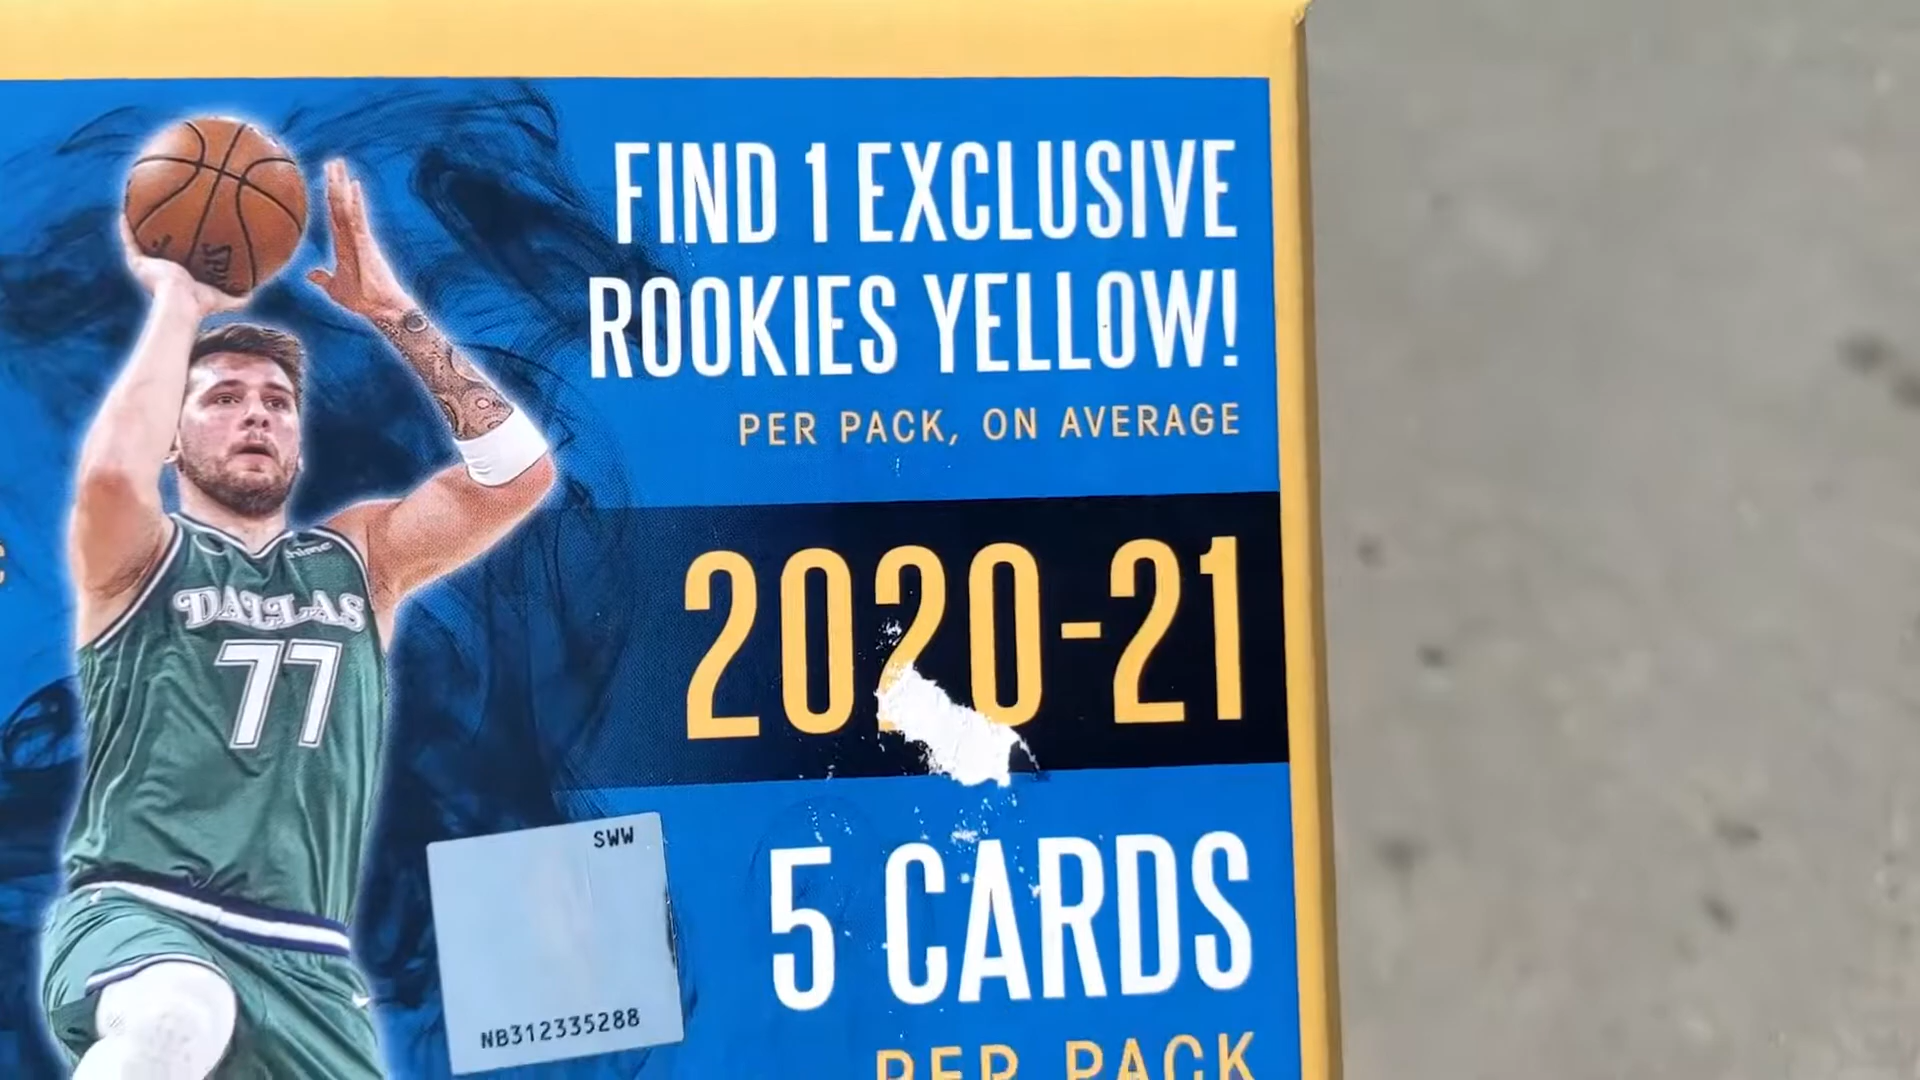 FIND 1 EXCLUSIVE
ROOKIES YELLOW!
PER PACK, ON AVERAGE
2020-21
5 CARDS
PER PACK
DALLAS
77
SWW
NB312335288